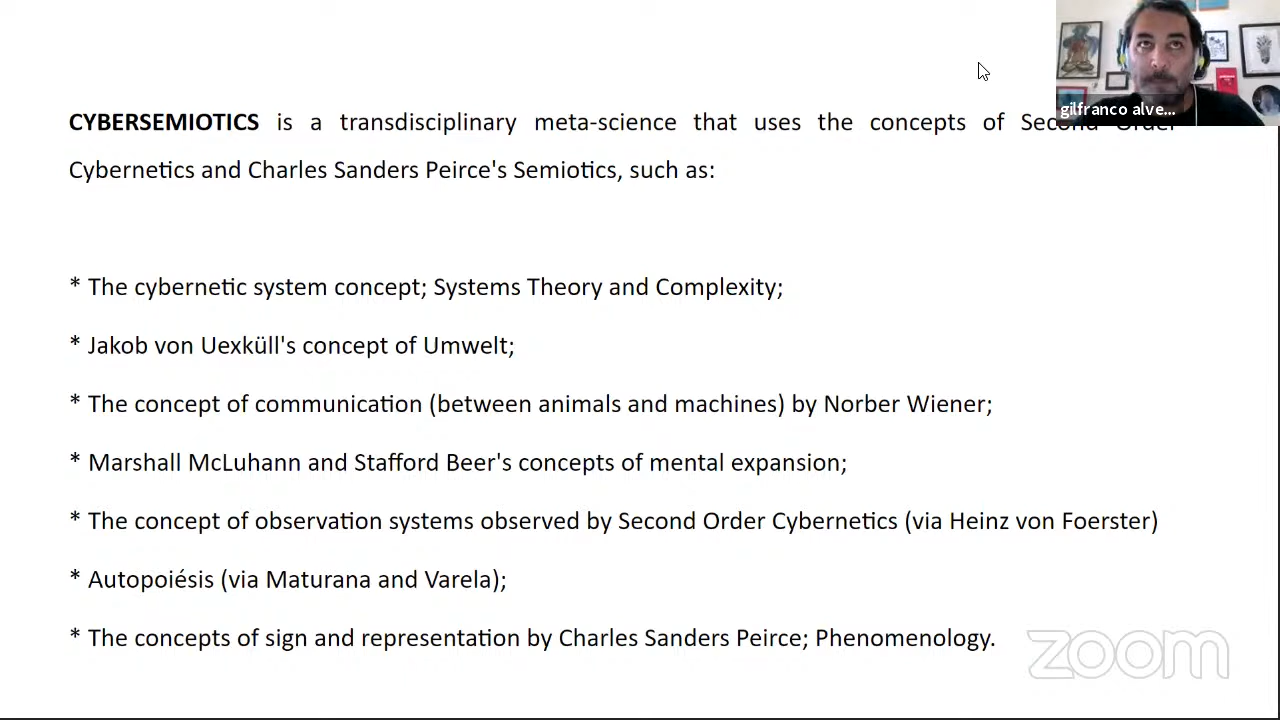 gilfranco alve...
CYBERSEMIOTICS is a transdisciplinary meta-science that uses the concepts of Second Order
Cybernetics and Charles Sanders Peirce's Semiotics, such as:
* The cybernetic system concept; Systems Theory and Complexity;
* Jakob von Uexküll's concept of Umwelt;
* The concept of communication (between animals and machines) by Norber Wiener;
* Marshall McLuhann and Stafford Beer's concepts of mental expansion;
* The concept of observation systems observed by Second Order Cybernetics (via Heinz von Foerster)
* Autopoiésis (via Maturana and Varela);
* The concepts of sign and representation by Charles Sanders Peirce; Phenomenology.
zoom